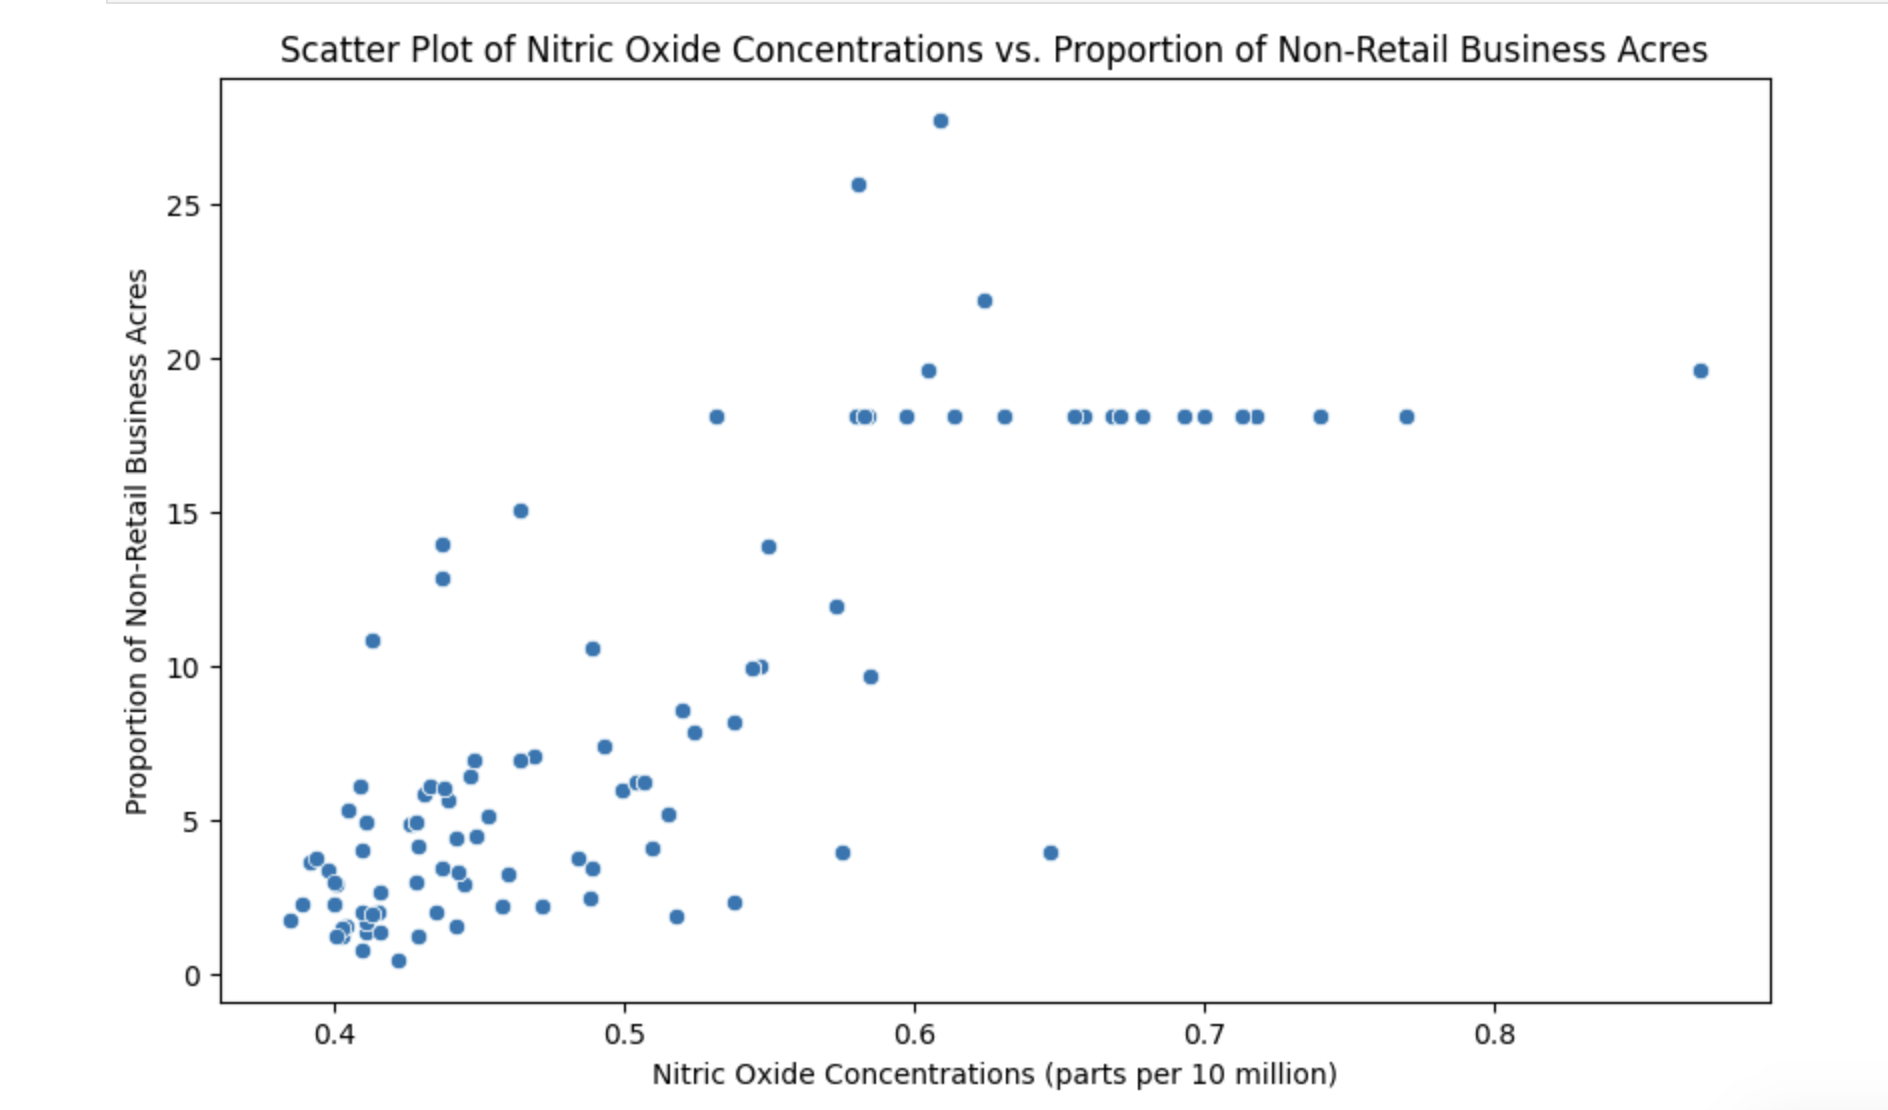 Scatter Plot of Nitric Oxide Concentrations vs. Proportion of Non-Retail Business Acres
Proportion of Non-Retail Business Acres
25
20
15
10
5
0
0.4 0.5 0.6 0.7 0.8
Nitric Oxide Concentrations (parts per 10 million)